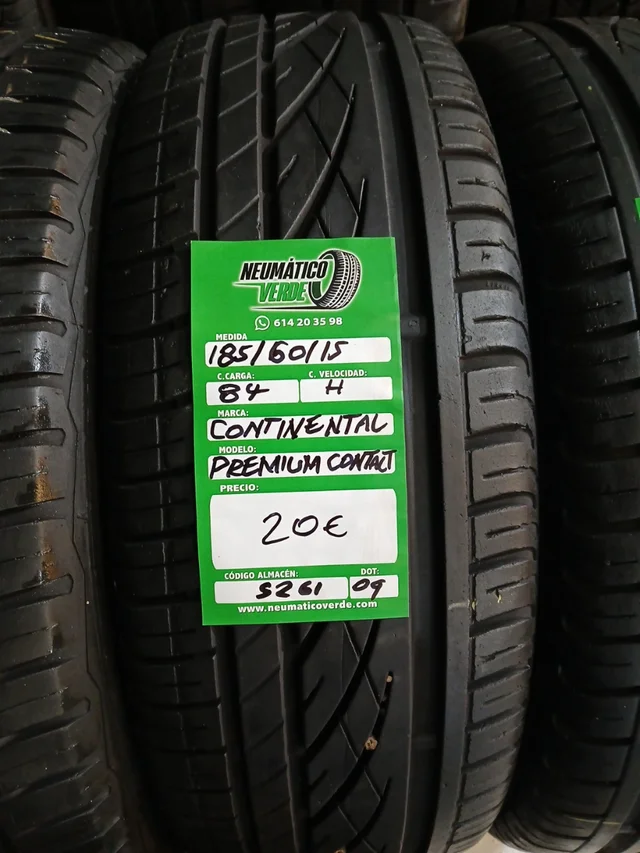 NEUMÁTICO
VERDE
614 20 35 98
MEDIDA
185/60/15
C.CARGA: C. VELOCIDAD:
84 H
MARCA:
CONTINENTAL
MODELO:
PREMIUM CONTACT
PRECIO:
20€
CÓDIGO ALMACÉN: DOT:
S261 09
www.neumaticoverde.com